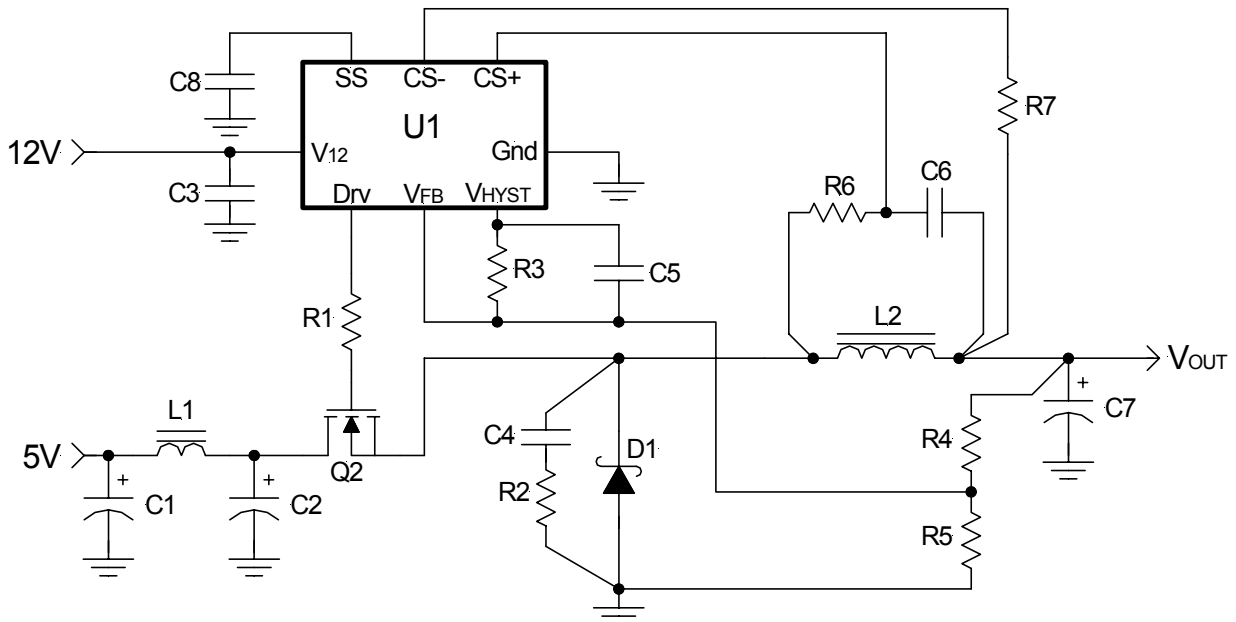 SS
CS-
CS+
C8
R7
U1
12V
V12
Gnd
C3
Drv
VFB
VHYST
R6
C6
R3
C5
R1
L2
VOUT
L1
C4
D1
R4
+
C7
5V
Q2
+
C1
+
C2
R2
R5